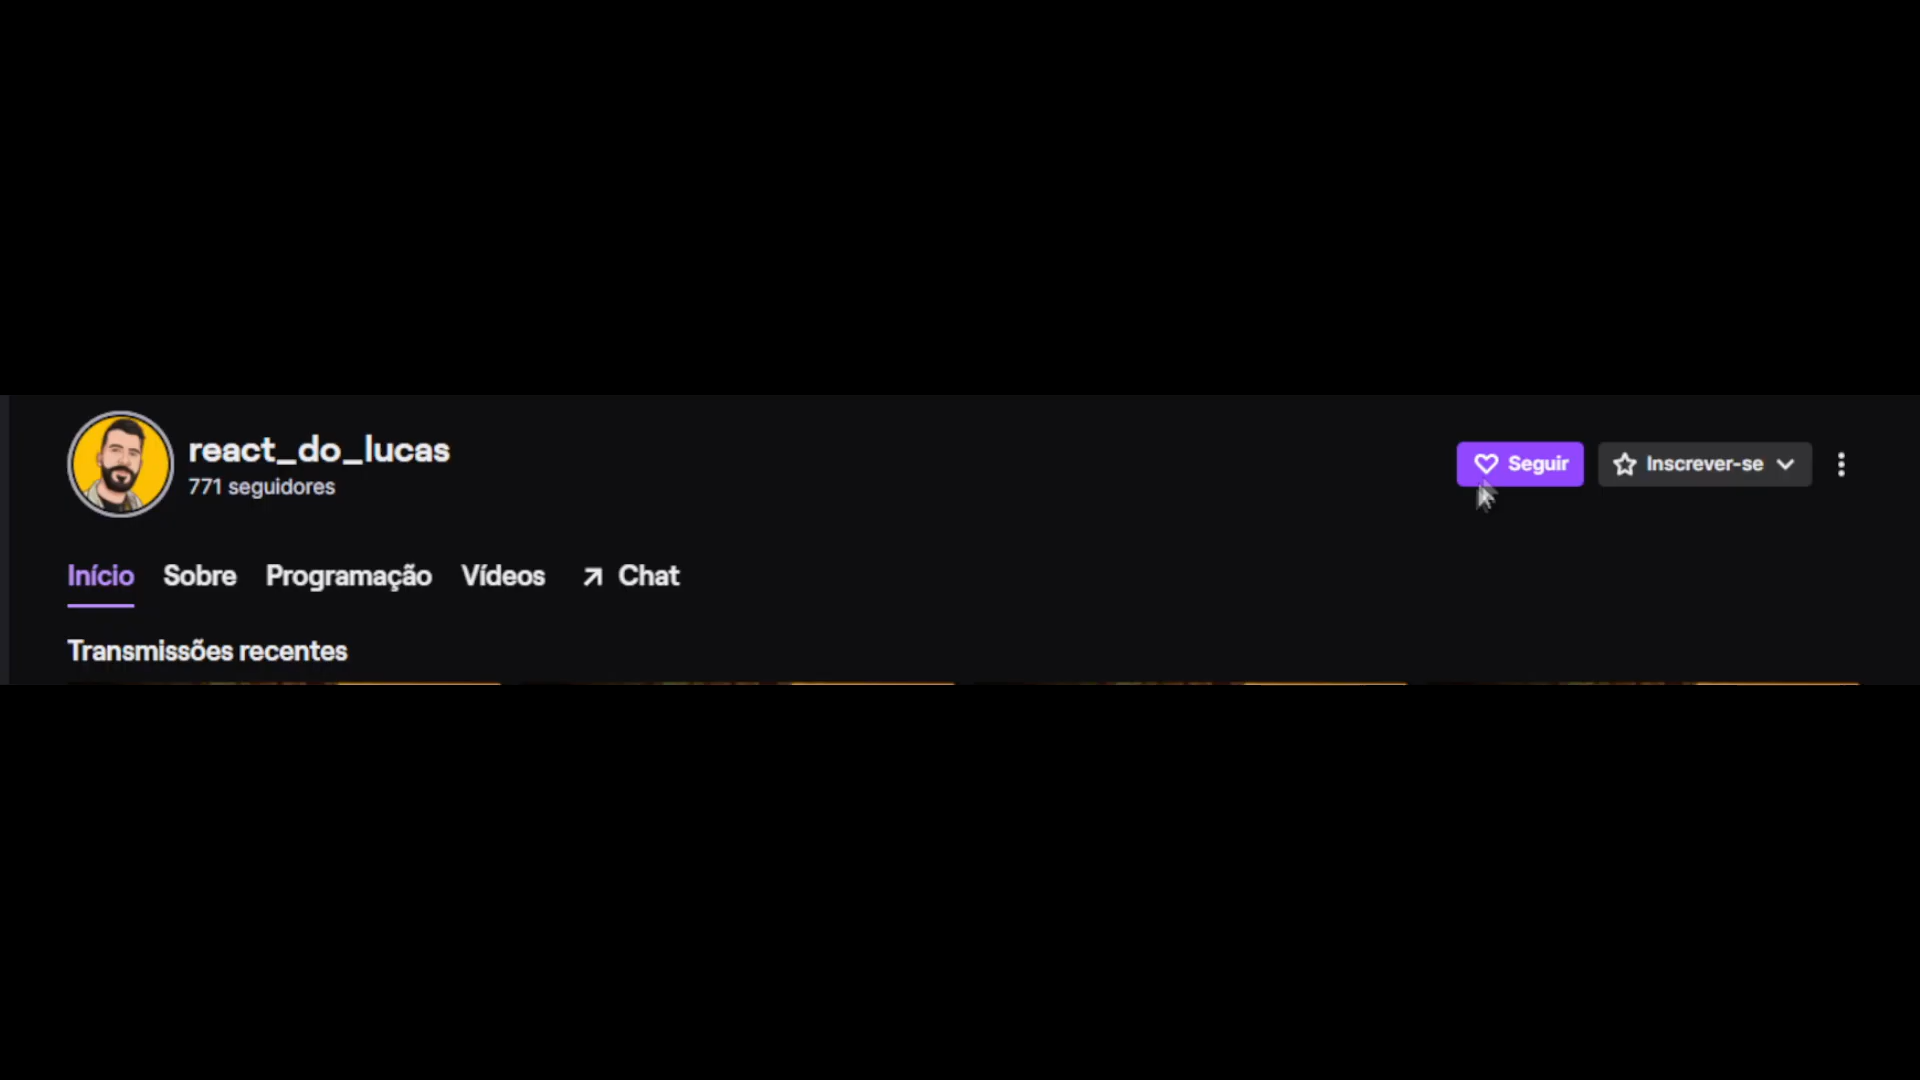 react_do_lucas
771 seguidores
Seguir
Inscrever-se
Início Sobre Programação Vídeos Chat
Transmissões recentes